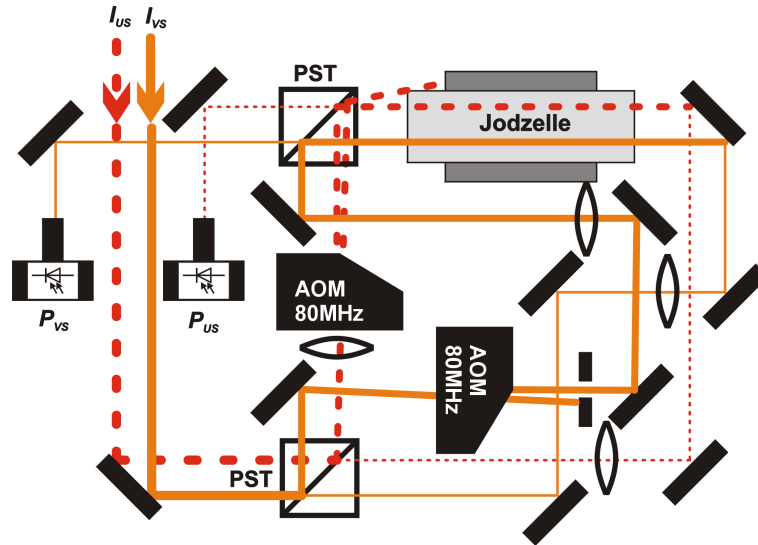 I_US I_VS
PST
Jodzelle
AOM
80MHz
P_VS
P_US
AOM
80MHz
PST